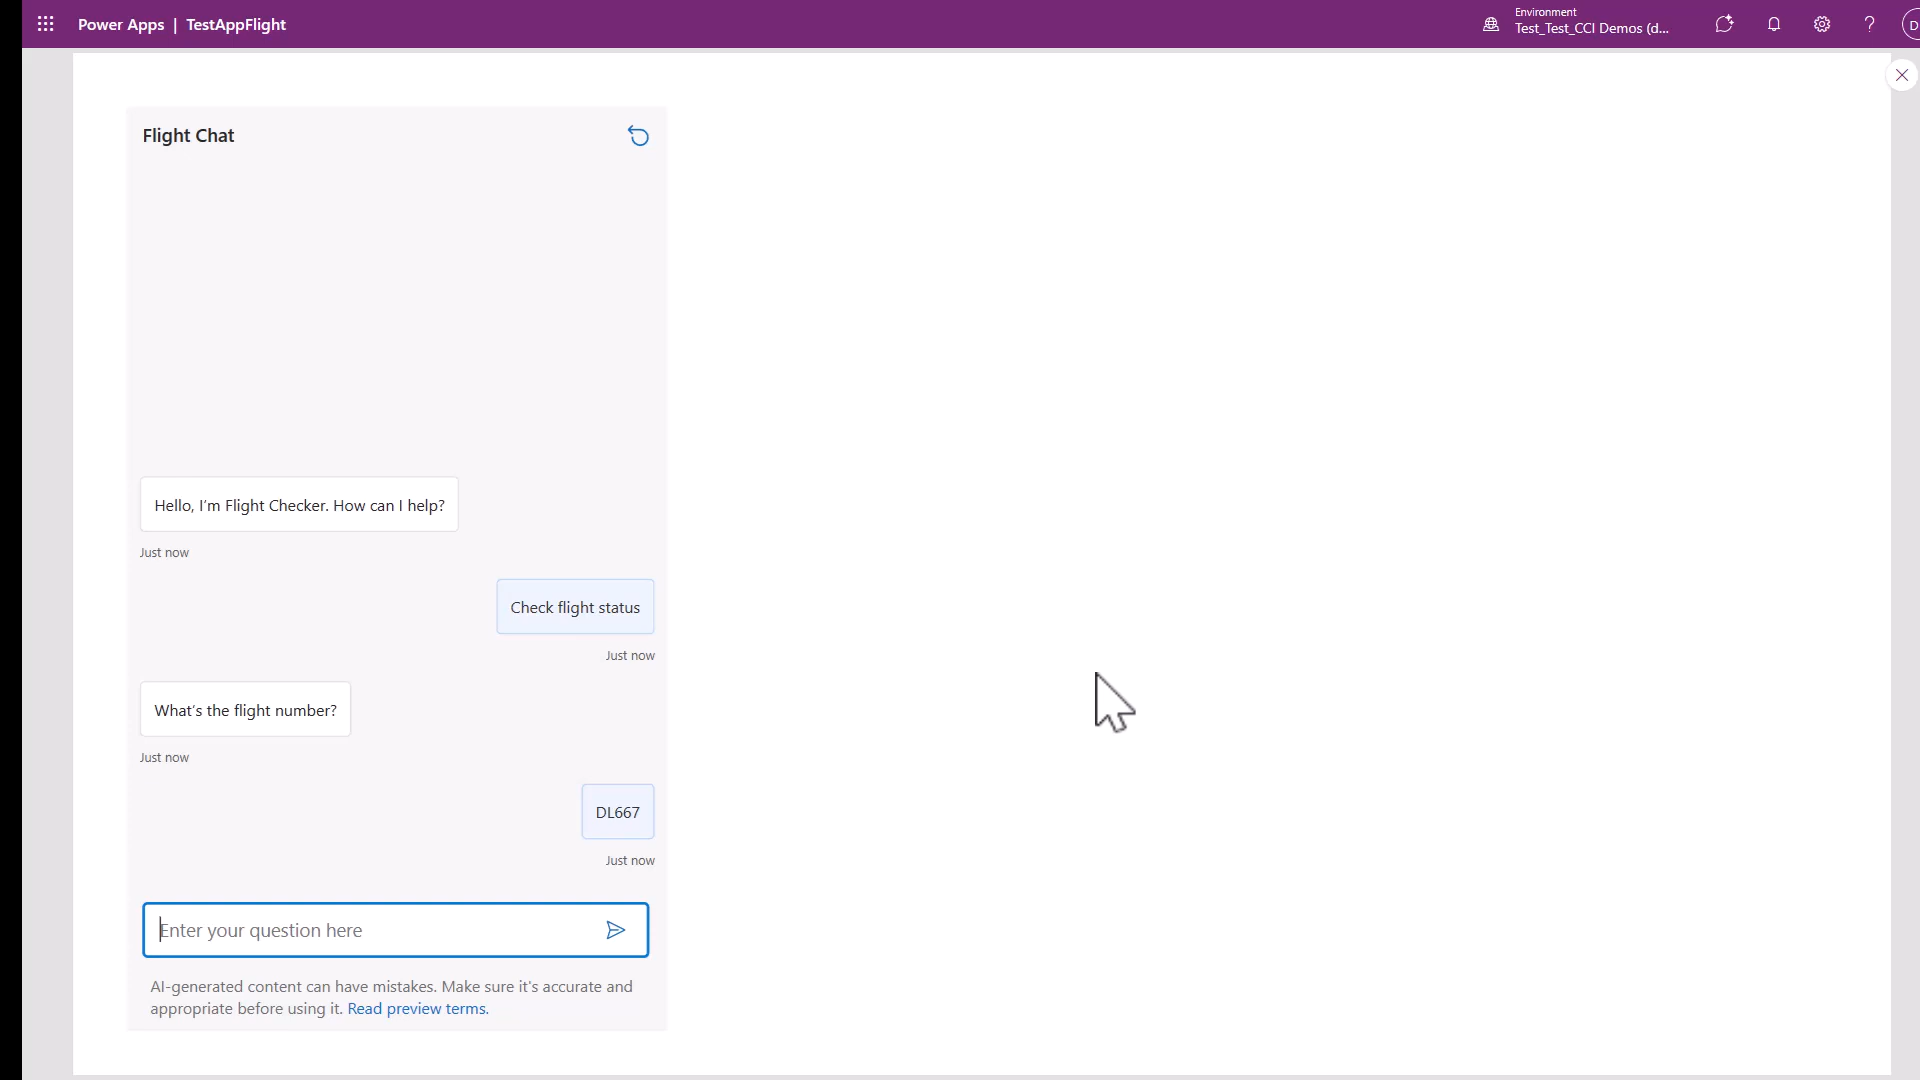 Power Apps | TestAppFlight
Environment
Test_Test_CCI Demos (d...
D
Flight Chat
Hello, I'm Flight Checker. How can I help?
Just now
Check flight status
Just now
What's the flight number?
Just now
DL667
Just now
Enter your question here
AI-generated content can have mistakes. Make sure it's accurate and
appropriate before using it. Read preview terms.